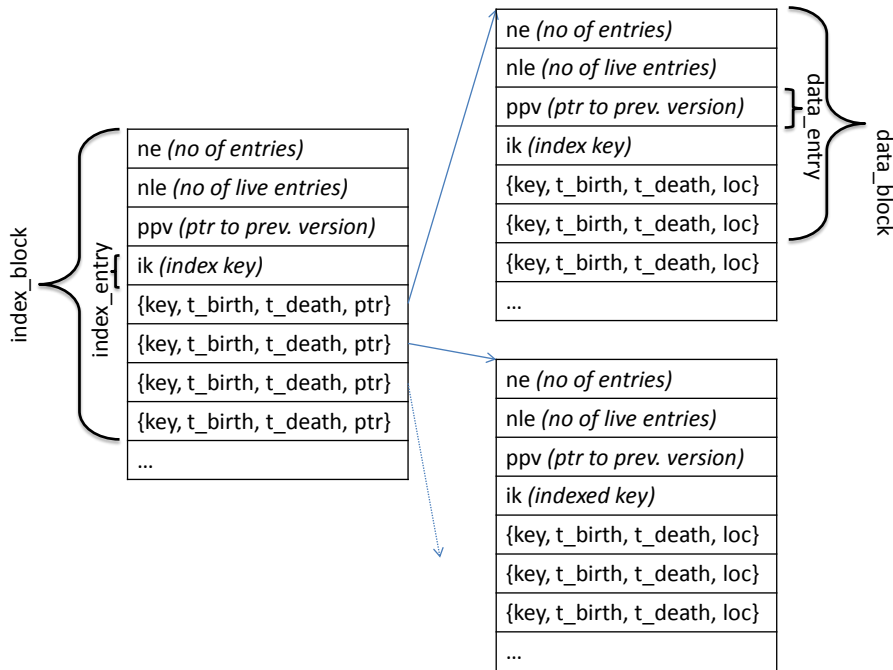 index_block
index_entry
ne (no of entries)
nle (no of live entries)
ppv (ptr to prev. version)
ik (index key)
{key, t_birth, t_death, ptr}
{key, t_birth, t_death, ptr}
{key, t_birth, t_death, ptr}
{key, t_birth, t_death, ptr}
...
ne (no of entries)
nle (no of live entries)
ppv (ptr to prev. version)
ik (index key)
{key, t_birth, t_death, loc}
{key, t_birth, t_death, loc}
{key, t_birth, t_death, loc}
...
data_entry
data_block
ne (no of entries)
nle (no of live entries)
ppv (ptr to prev. version)
ik (indexed key)
{key, t_birth, t_death, loc}
{key, t_birth, t_death, loc}
{key, t_birth, t_death, loc}
...